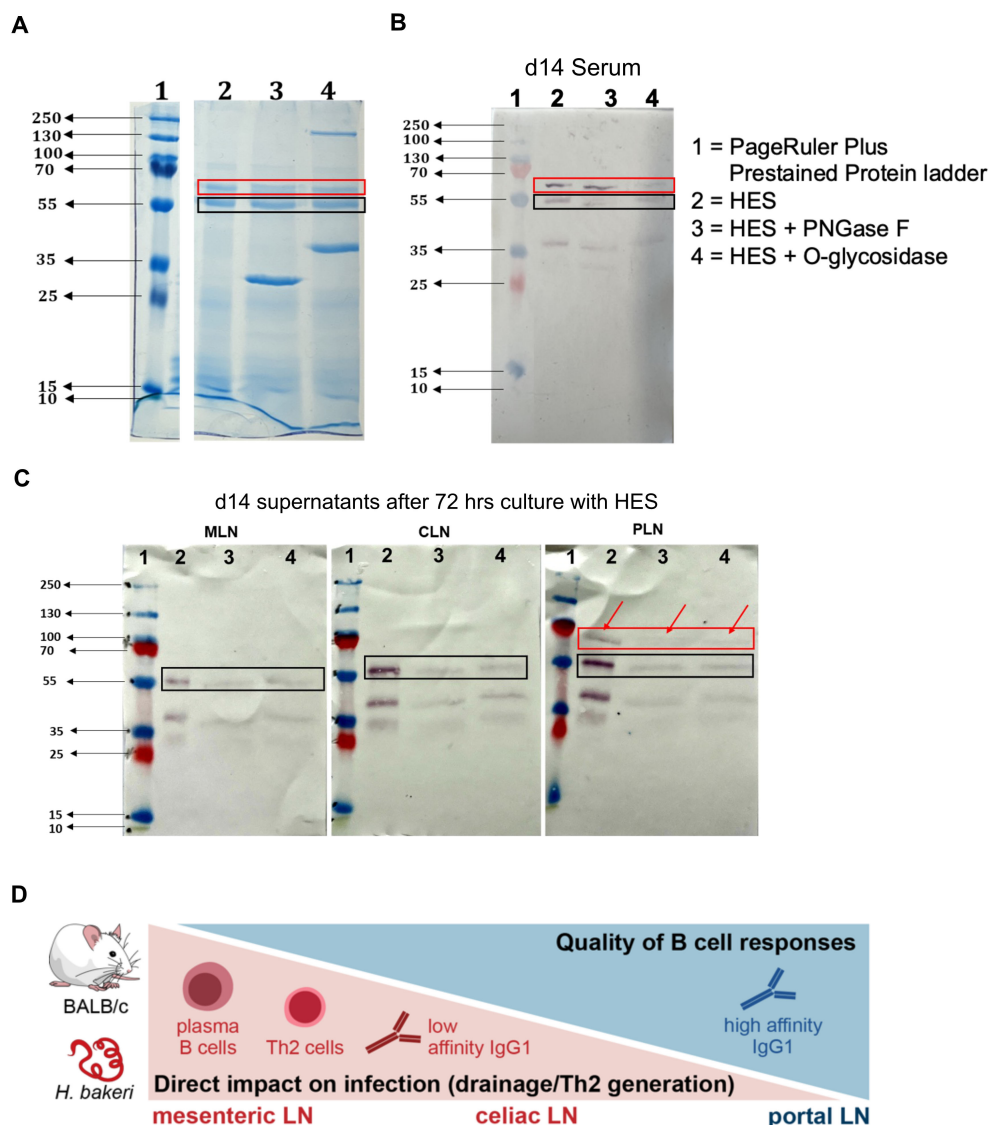 A
B
1 2 3 4
250
130
100
70
55
35
25
15
10
d14 Serum
1 2 3 4
250
100
130
70
55
35
25
15
10
1 = PageRuler Plus
Prestained Protein ladder
2 = HES
3 = HES + PNGase F
4 = HES + O-glycosidase
C
d14 supernatants after 72 hrs culture with HES
MLN CLN PLN
1 2 3 4 1 2 3 4 1 2 3 4
250
130
100
70
55
35
25
15
10
D
BALB/c
H. bakeri
Quality of B cell responses
plasma
B cells
Th2 cells
low
affinity IgG1
high affinity
IgG1
Direct impact on infection (drainage/Th2 generation)
mesenteric LN celiac LN portal LN